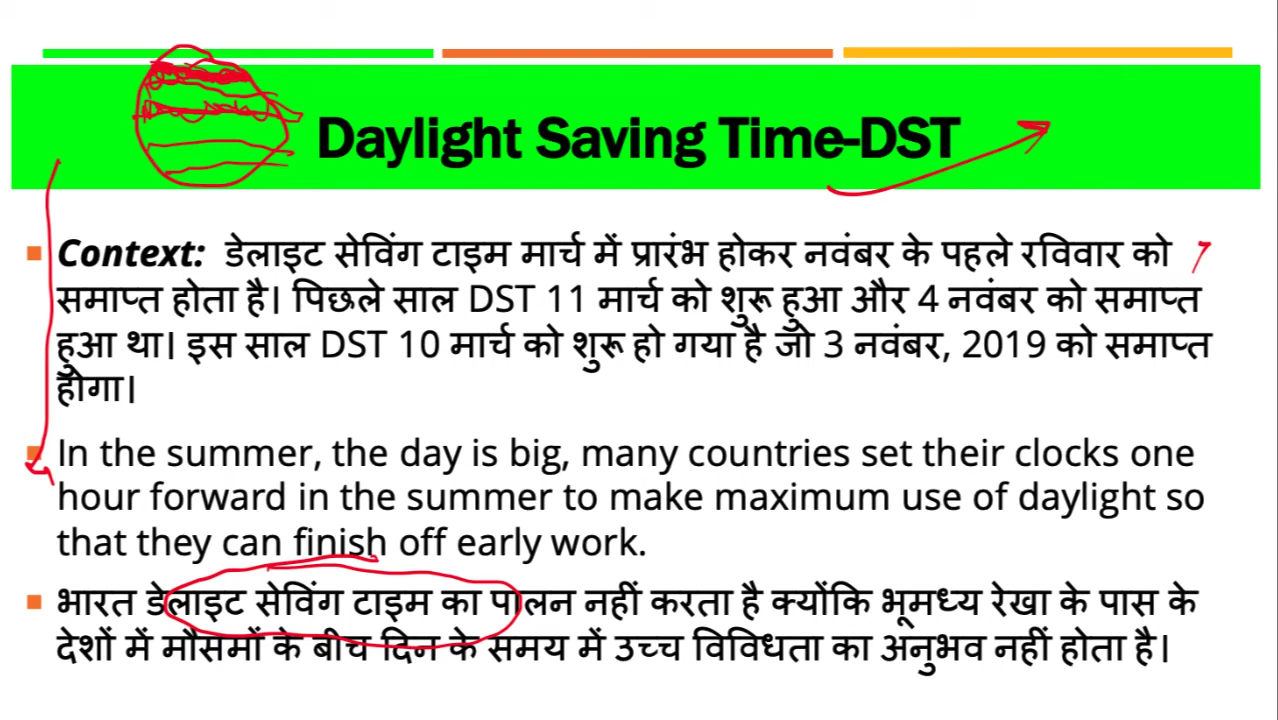 Daylight Saving Time-DST
Context: डेलाइट सेविंग टाइम मार्च में प्रारंभ होकर नवंबर के पहले रविवार को
समाप्त होता है। पिछले साल DST 11 मार्च को शुरू हुआ और 4 नवंबर को समाप्त
हुआ था। इस साल DST 10 मार्च को शुरू हो गया है जो 3 नवंबर, 2019 को समाप्त
होगा।
In the summer, the day is big, many countries set their clocks one
hour forward in the summer to make maximum use of daylight so
that they can finish off early work.
भारत डेलाइट सेविंग टाइम का पालन नहीं करता है क्योंकि भूमध्य रेखा के पास के
देशों में मौसमों के बीच दिन के समय में उच्च विविधता का अनुभव नहीं होता है।